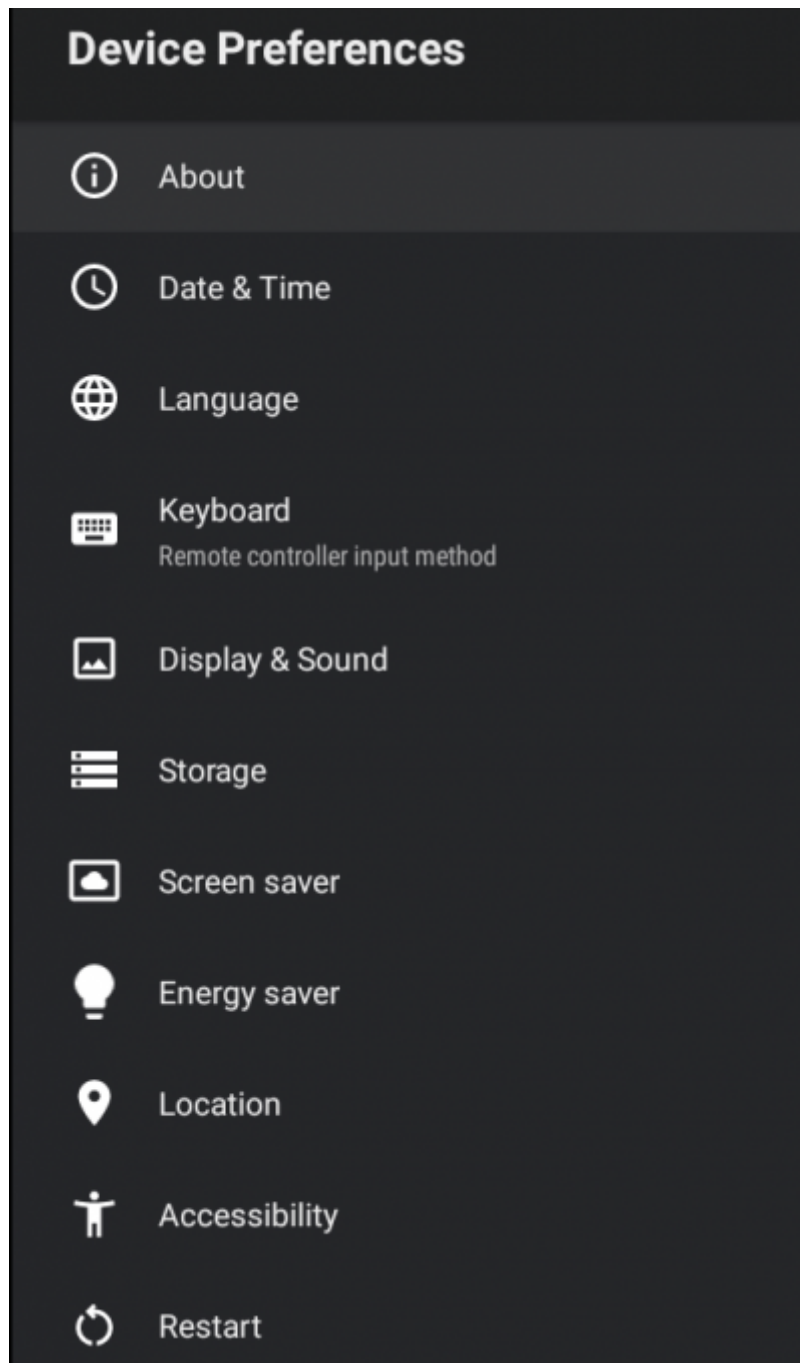 Device Preferences
About
Date & Time
Language
Keyboard
Remote controller input method
Display & Sound
Storage
Screen saver
Energy saver
Location
Accessibility
Restart